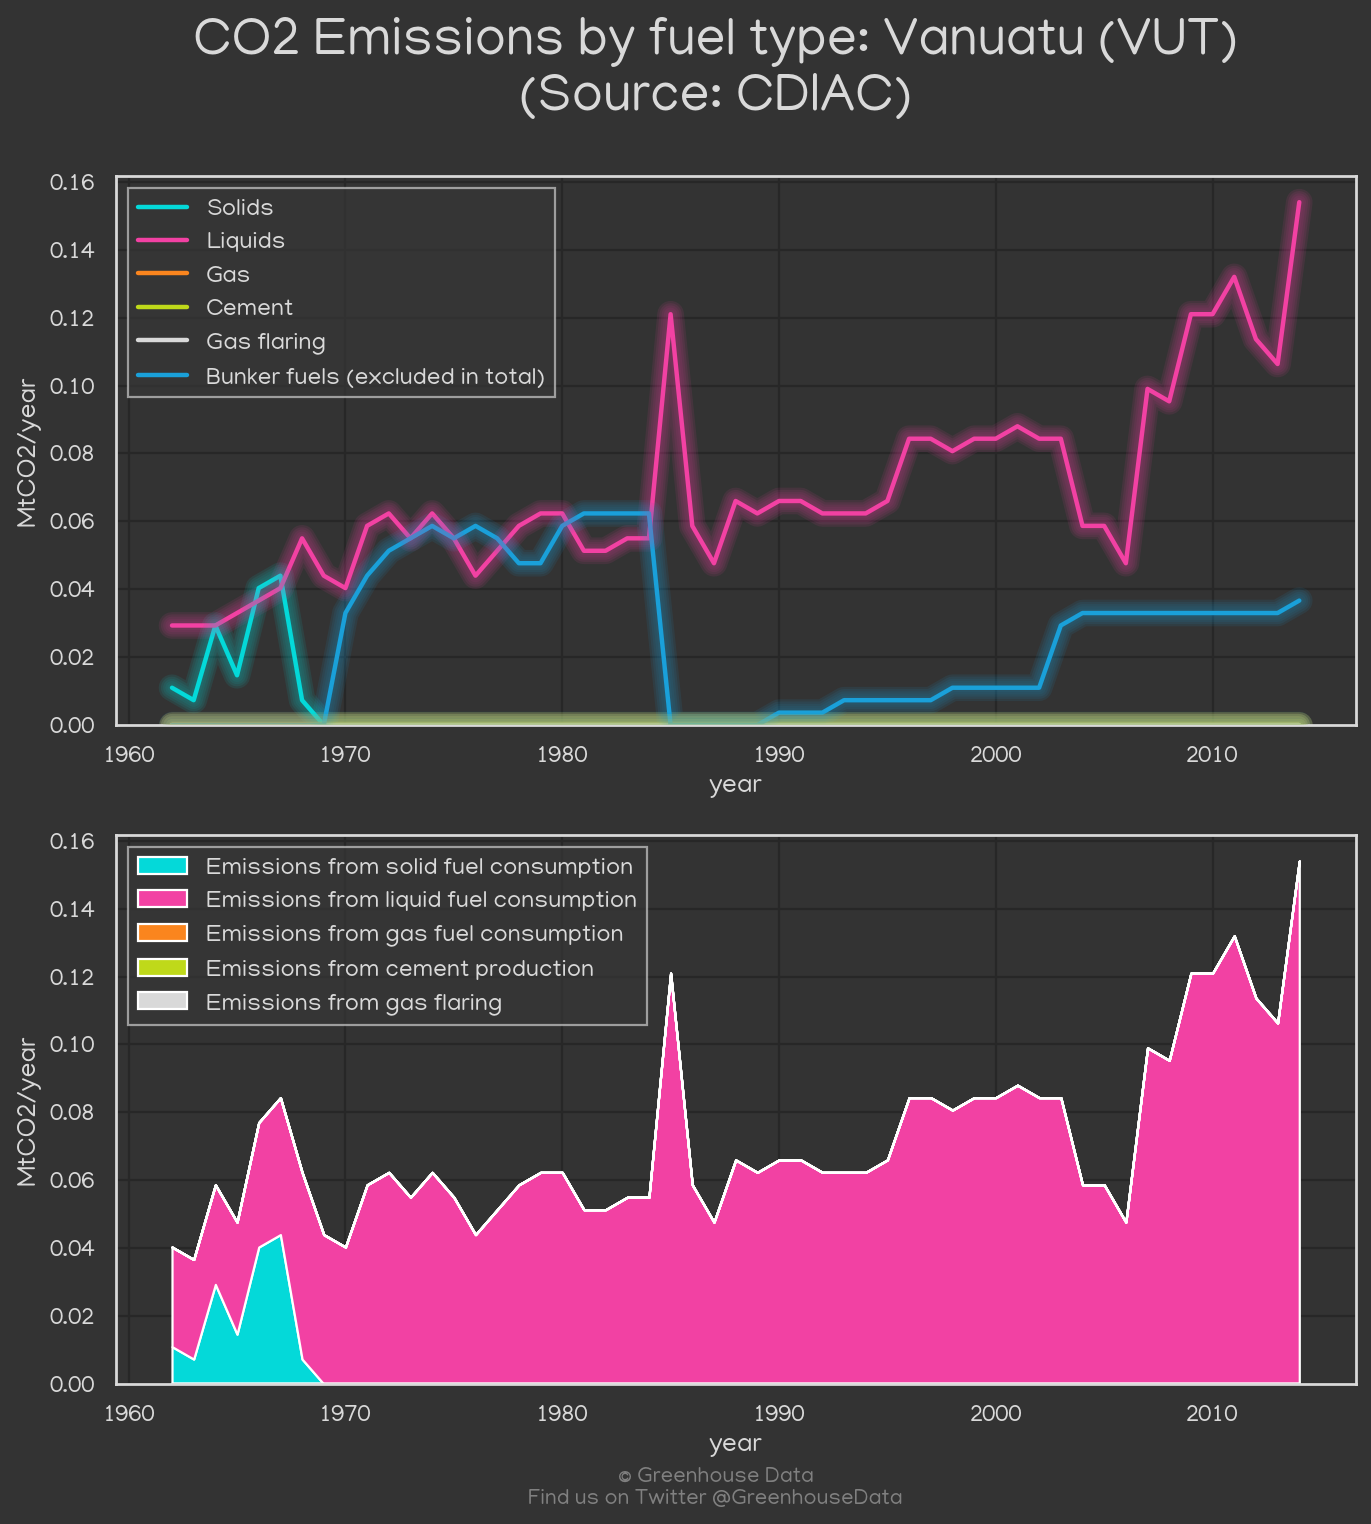 CO2 Emissions by fuel type: Vanuatu (VUT)
(Source: CDIAC)
0.16
0.14
0.12
0.10
0.08
0.06
0.04
0.02
0.00
MtCO2/year
Solids
Liquids
Gas
Cement
Gas flaring
Bunker fuels (excluded in total)
1960 1970 1980 1990 2000 2010
year
0.16
0.14
0.12
0.10
0.08
0.06
0.04
0.02
0.00
MtCO2/year
Emissions from solid fuel consumption
Emissions from liquid fuel consumption
Emissions from gas fuel consumption
Emissions from cement production
Emissions from gas flaring
1960 1970 1980 1990 2000 2010
year
© Greenhouse Data
Find us on Twitter @GreenhouseData